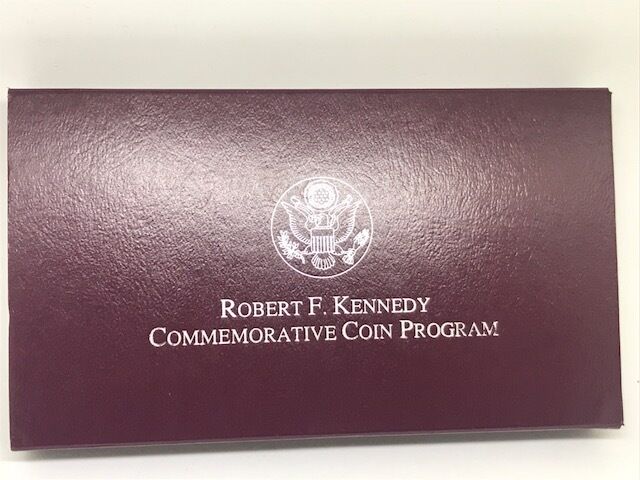 ROBERT F. KENNEDY
COMMEMORATIVE COIN PROGRAM